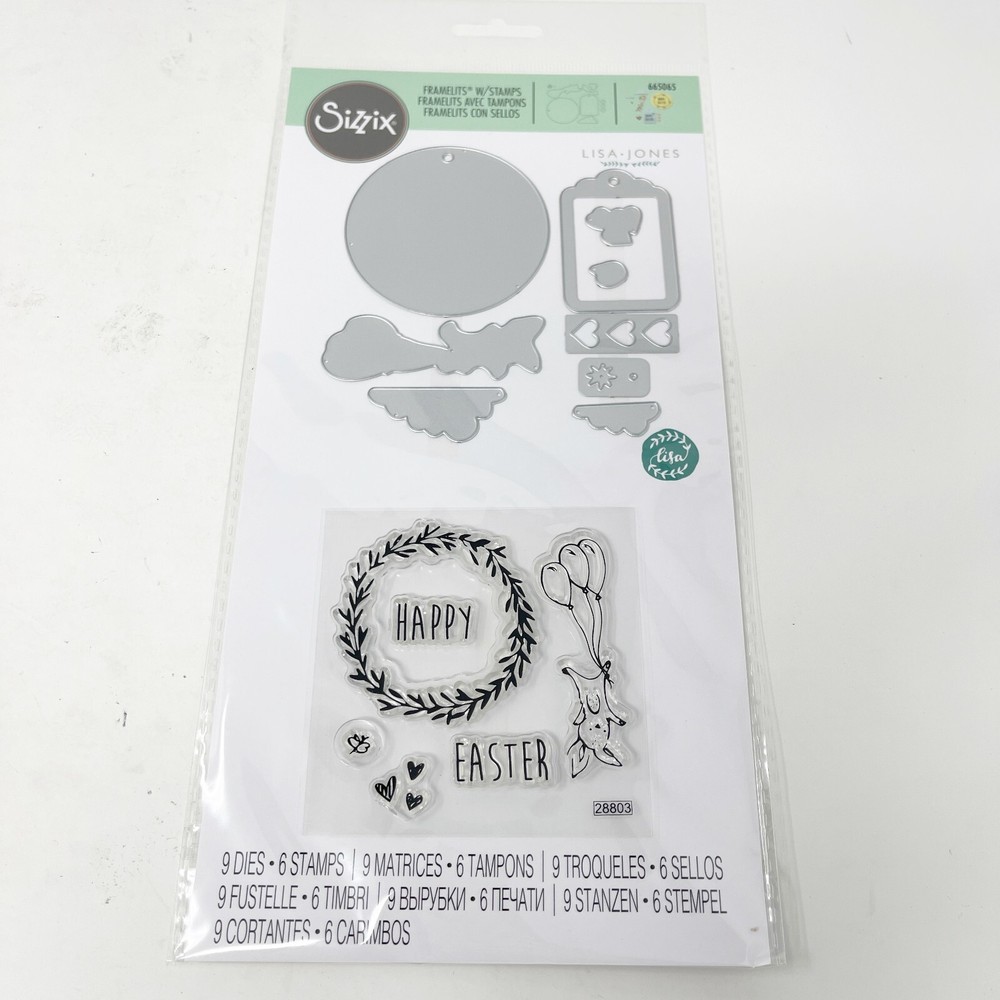 Sizzix
FRAMELITS® W/STAMPS
FRAMELITS AVEC TAMPONS
FRAMELITS CON SELLOS
665065
LISA·JONES
lisa
HAPPY
EASTER
28803
9 DIES • 6 STAMPS | 9 MATRICES • 6 TAMPONS | 9 TROQUELES • 6 SELLOS
9 FUSTELLE • 6 TIMBRI | 9 ВЫРУБКИ • 6 ПЕЧАТИ | 9 STANZEN • 6 STEMPEL
9 CORTANTES • 6 CARIMBOS